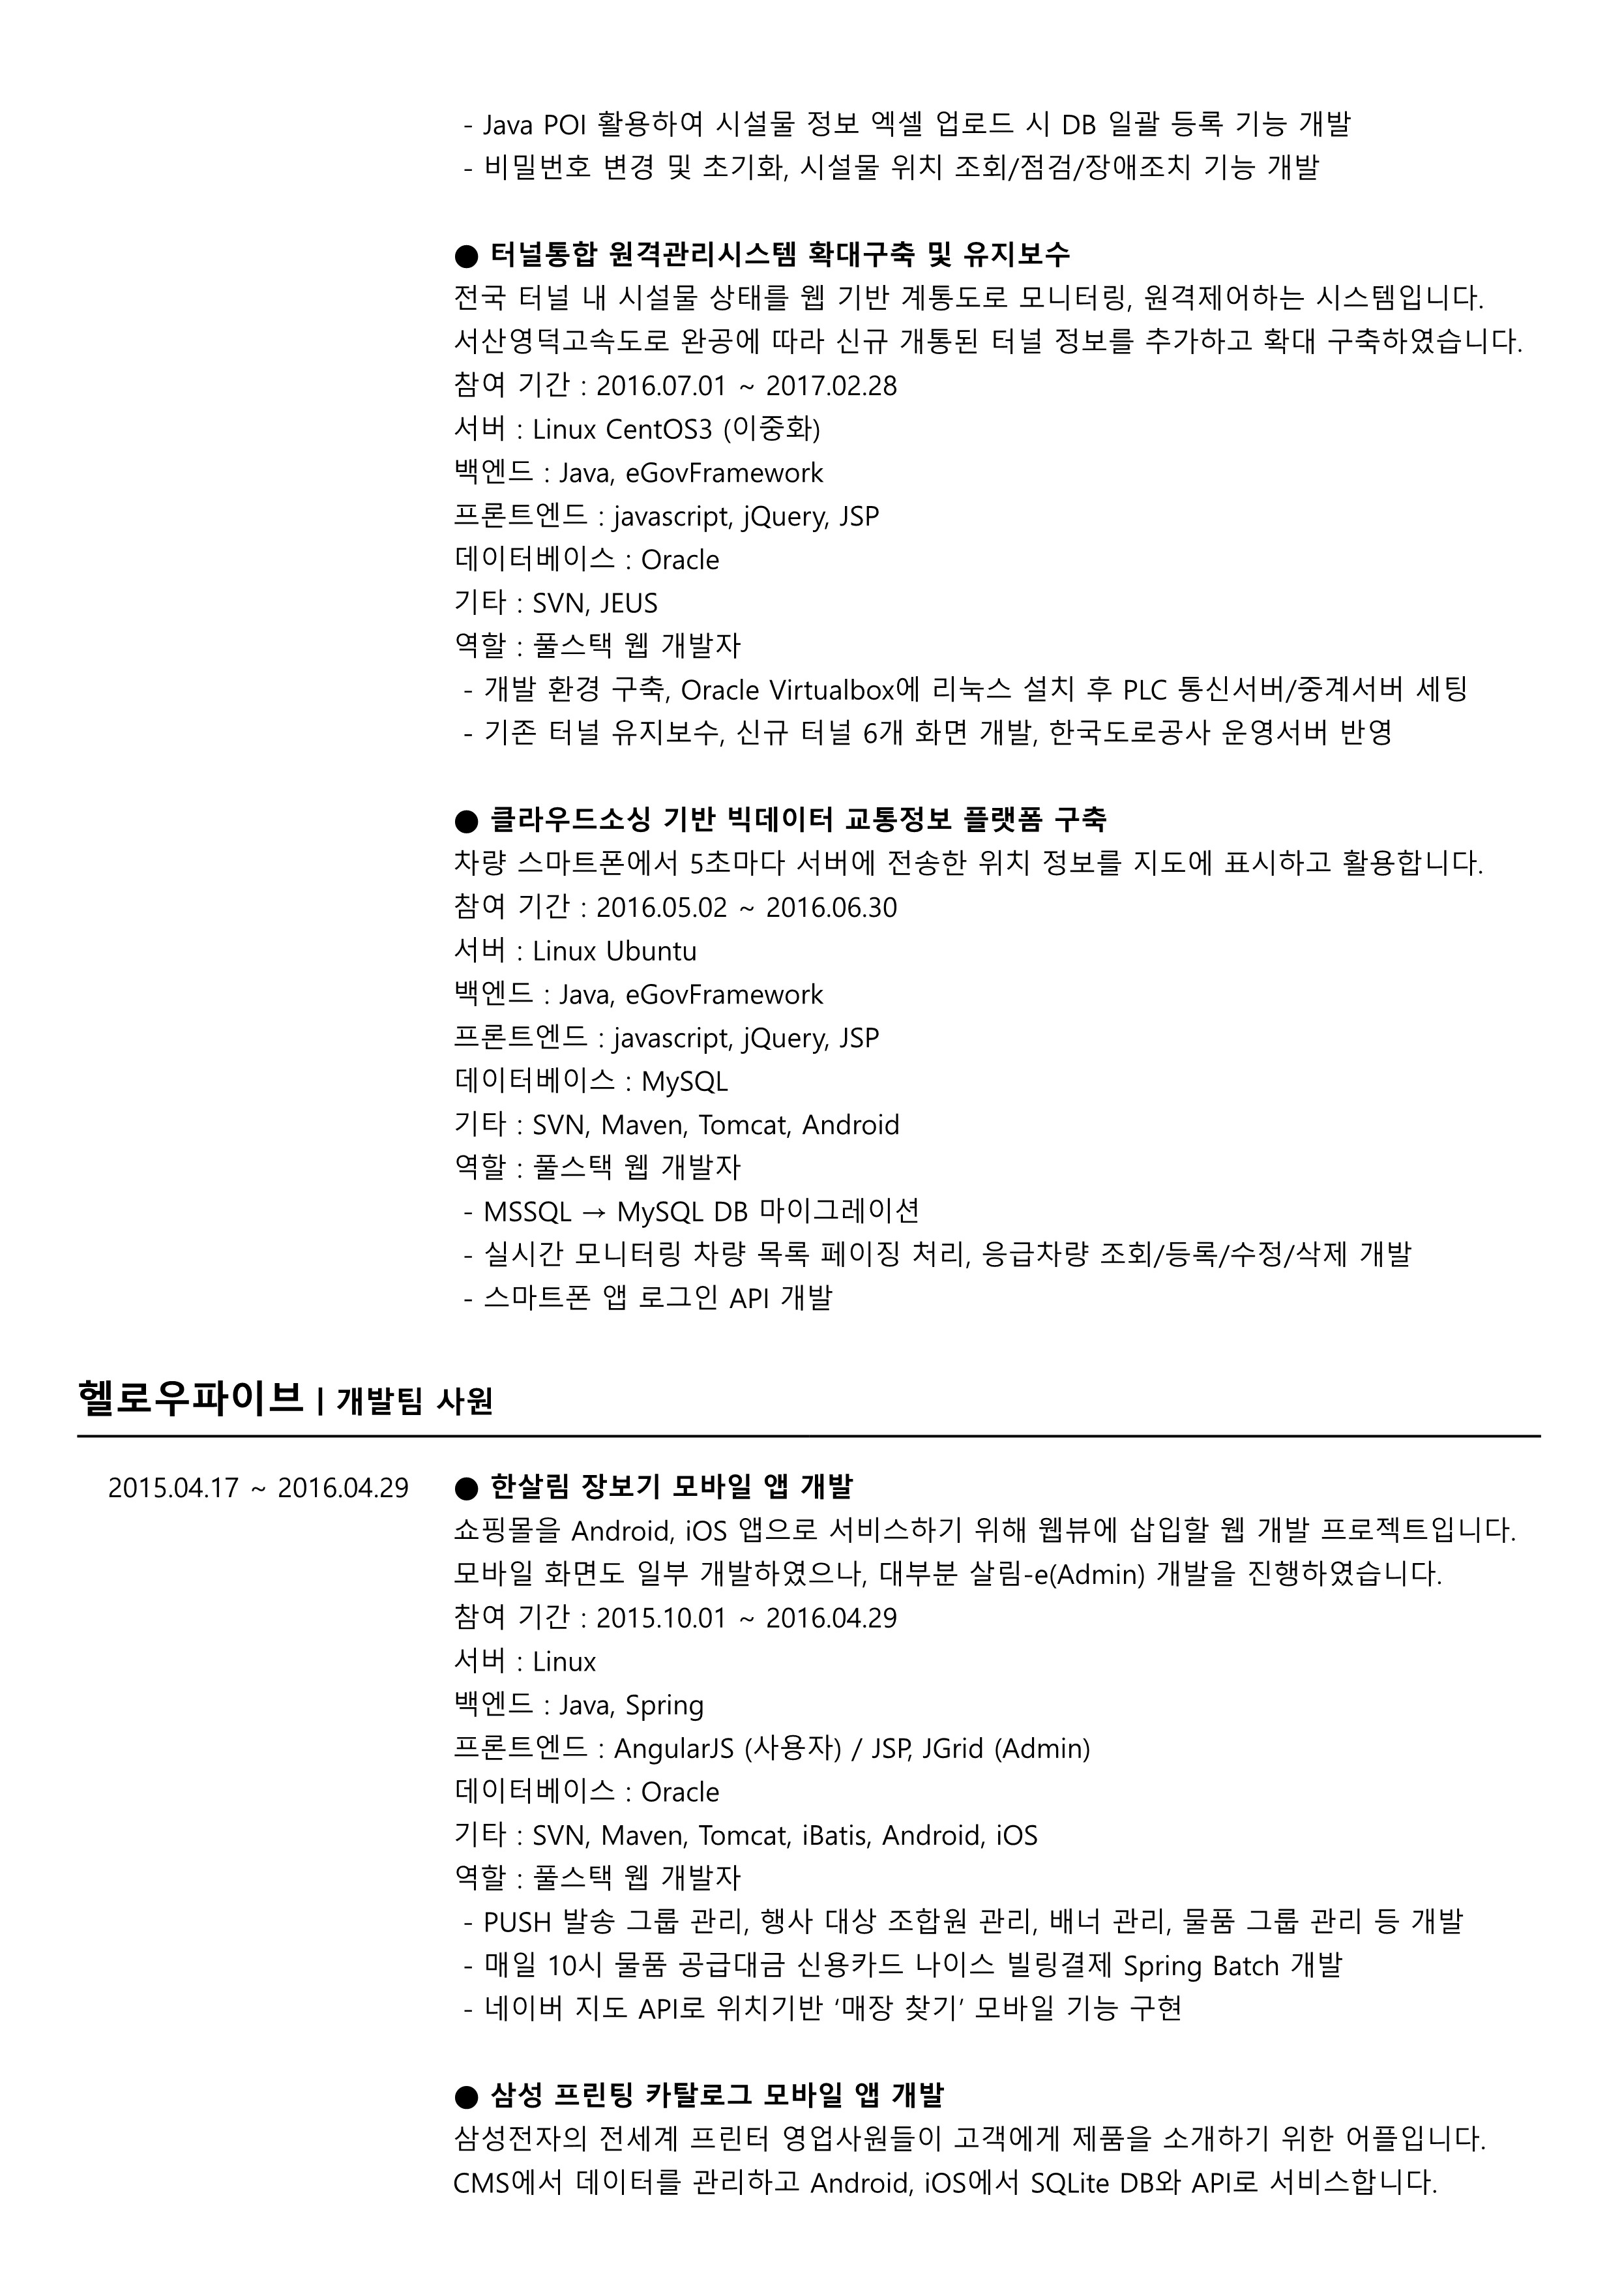 - Java POI 활용하여 시설물 정보 엑셀 업로드 시 DB 일괄 등록 기능 개발
- 비밀번호 변경 및 초기화, 시설물 위치 조회/점검/장애조치 기능 개발
● 터널통합 원격관리시스템 확대구축 및 유지보수
전국 터널 내 시설물 상태를 웹 기반 계통도로 모니터링, 원격제어하는 시스템입니다.
서산영덕고속도로 완공에 따라 신규 개통된 터널 정보를 추가하고 확대 구축하였습니다.
참여 기간 : 2016.07.01 ~ 2017.02.28
서버 : Linux CentOS3 (이중화)
백엔드 : Java, eGovFramework
프론트엔드 : javascript, jQuery, JSP
데이터베이스 : Oracle
기타 : SVN, JEUS
역할 : 풀스택 웹 개발자
- 개발 환경 구축, Oracle Virtualbox에 리눅스 설치 후 PLC 통신서버/중계서버 세팅
- 기존 터널 유지보수, 신규 터널 6개 화면 개발, 한국도로공사 운영서버 반영
● 클라우드소싱 기반 빅데이터 교통정보 플랫폼 구축
차량 스마트폰에서 5초마다 서버에 전송한 위치 정보를 지도에 표시하고 활용합니다.
참여 기간 : 2016.05.02 ~ 2016.06.30
서버 : Linux Ubuntu
백엔드 : Java, eGovFramework
프론트엔드 : javascript, jQuery, JSP
데이터베이스 : MySQL
기타 : SVN, Maven, Tomcat, Android
역할 : 풀스택 웹 개발자
- MSSQL → MySQL DB 마이그레이션
- 실시간 모니터링 차량 목록 페이징 처리, 응급차량 조회/등록/수정/삭제 개발
- 스마트폰 앱 로그인 API 개발
헬로우파이브 | 개발팀 사원
2015.04.17 ~ 2016.04.29
● 한살림 장보기 모바일 앱 개발
쇼핑몰을 Android, iOS 앱으로 서비스하기 위해 웹뷰에 삽입할 웹 개발 프로젝트입니다.
모바일 화면도 일부 개발하였으나, 대부분 살림-e(Admin) 개발을 진행하였습니다.
참여 기간 : 2015.10.01 ~ 2016.04.29
서버 : Linux
백엔드 : Java, Spring
프론트엔드 : AngularJS (사용자) / JSP, JGrid (Admin)
데이터베이스 : Oracle
기타 : SVN, Maven, Tomcat, iBatis, Android, iOS
역할 : 풀스택 웹 개발자
- PUSH 발송 그룹 관리, 행사 대상 조합원 관리, 배너 관리, 물품 그룹 관리 등 개발
- 매일 10시 물품 공급대금 신용카드 나이스 빌링결제 Spring Batch 개발
- 네이버 지도 API로 위치기반 ‘매장 찾기’ 모바일 기능 구현
● 삼성 프린팅 카탈로그 모바일 앱 개발
삼성전자의 전세계 프린터 영업사원들이 고객에게 제품을 소개하기 위한 어플입니다.
CMS에서 데이터를 관리하고 Android, iOS에서 SQLite DB와 API로 서비스합니다.